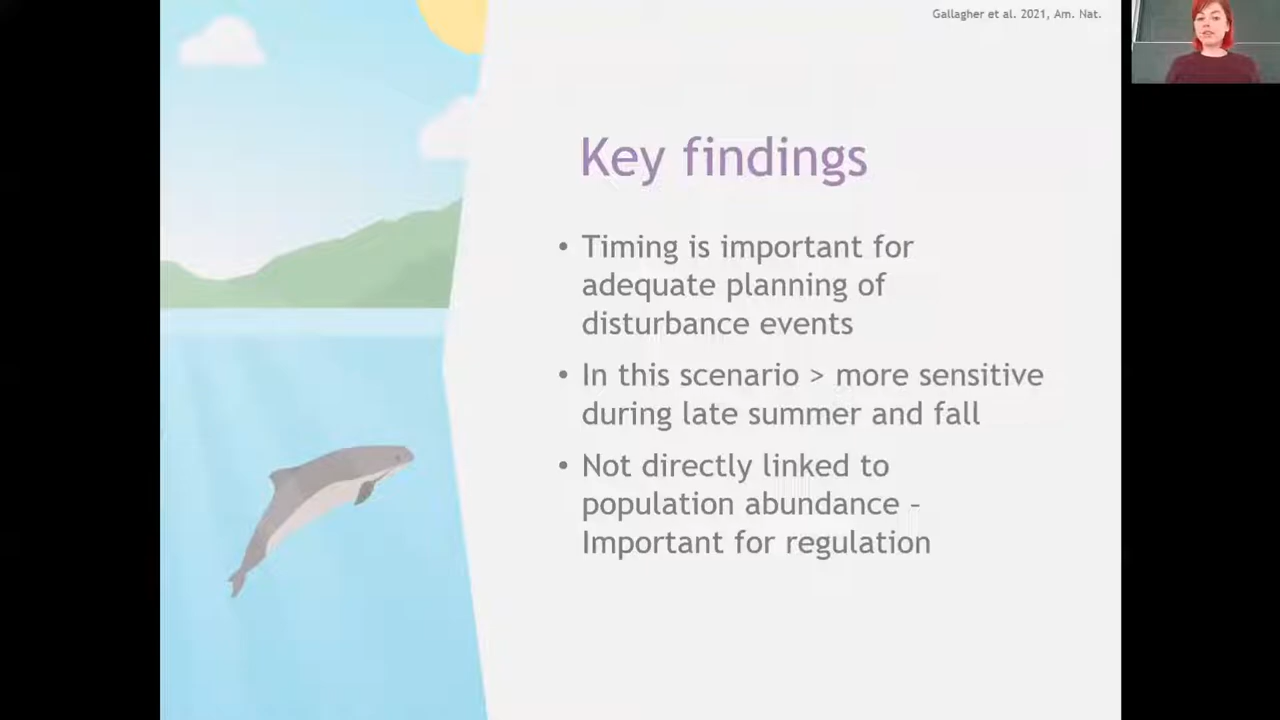 Gallagher et al. 2021, Am. Nat.
Key findings
• Timing is important for
adequate planning of
disturbance events
• In this scenario > more sensitive
during late summer and fall
• Not directly linked to
population abundance –
Important for regulation